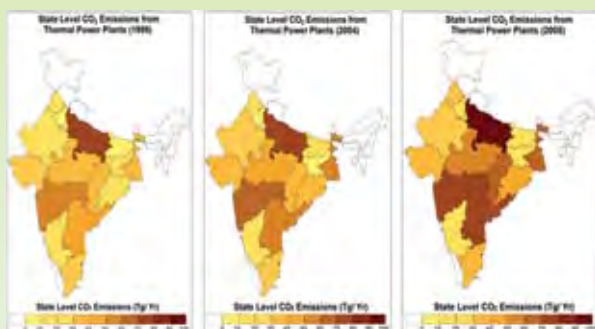 State Level CO₂ Emissions from
Thermal Power Plants (1999)
State Level CO₂ Emissions (Tg/ Yr)
State Level CO₂ Emissions from
Thermal Power Plants (2004)
State Level CO₂ Emissions (Tg/ Yr)
State Level CO₂ Emissions from
Thermal Power Plants (2008)
State Level CO₂ Emissions (Tg/ Yr)